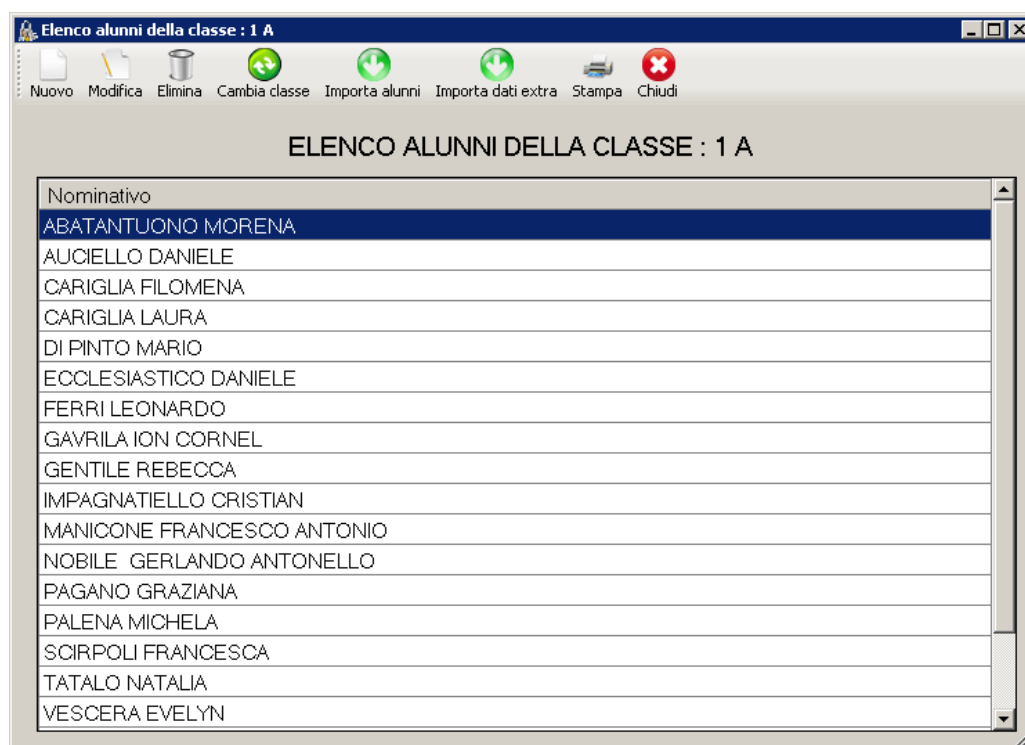 Elenco alunni della classe : 1 A
Nuovo Modifica Elimina Cambia classe Importa alunni Importa dati extra Stampa Chiudi
ELENCO ALUNNI DELLA CLASSE : 1 A
Nominativo
ABATANTUONO MORENA
AUCIELLO DANIELE
CARIGLIA FILOMENA
CARIGLIA LAURA
DI PINTO MARIO
ECCLESIASTICO DANIELE
FERRI LEONARDO
GAVRILA ION CORNEL
GENTILE REBECCA
IMPAGNATIELLO CRISTIAN
MANICONE FRANCESCO ANTONIO
NOBILE  GERLANDO ANTONELLO
PAGANO GRAZIANA
PALENA MICHELA
SCIRPOLI FRANCESCA
TATALO NATALIA
VESCERA EVELYN